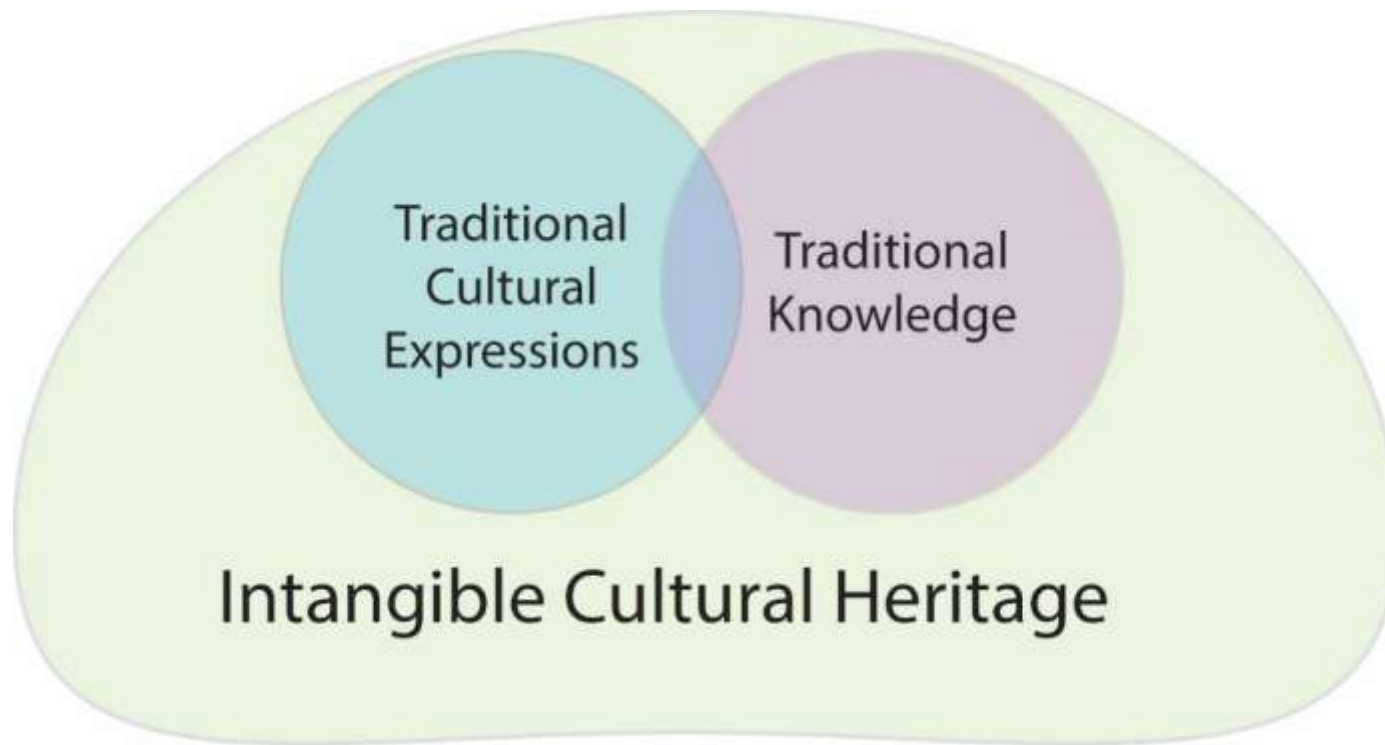 Traditional
Cultural
Expressions
Traditional
Knowledge
Intangible Cultural Heritage